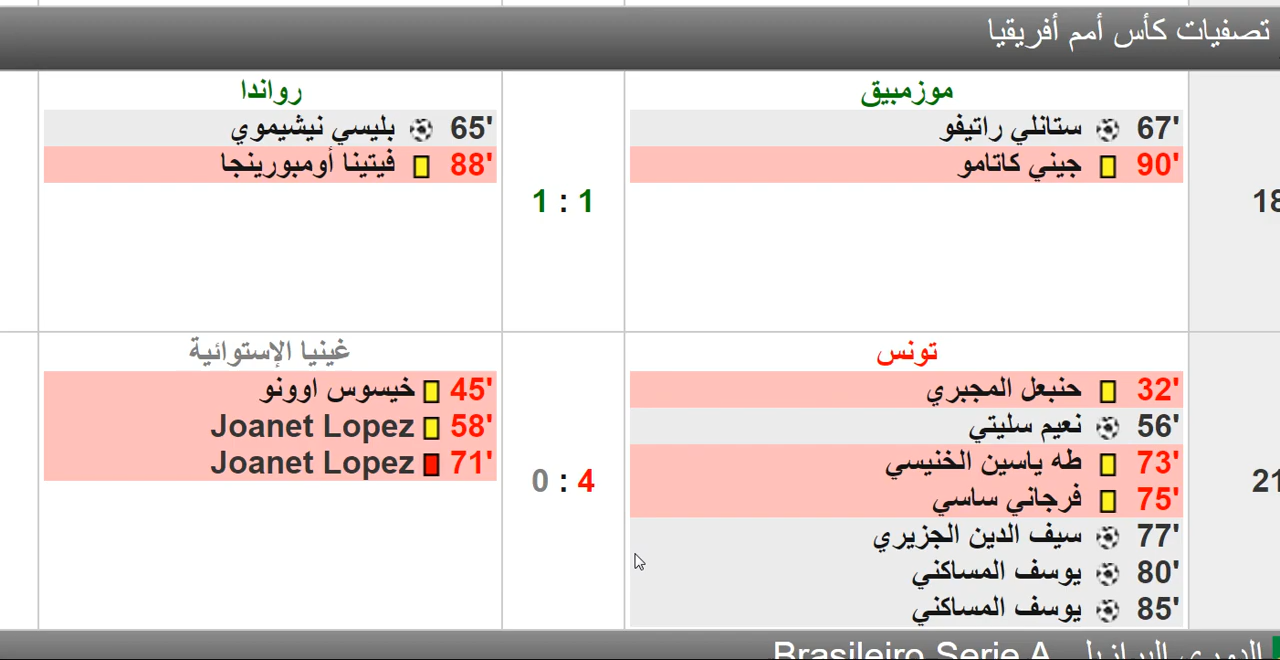 تصفيات كأس أمم أفريقيا
موزمبيق
67' ستانلي راتيفو
90' جيني كاتامو
1 : 1
رواندا
65' بليسي نيشيموي
88' فيتينا أومبورينجا
تونس
32' حنبعل المجبري
56' نعيم سليتي
73' طه ياسين الخنيسي
75' فرجاني ساسي
77' سيف الدين الجزيري
80' يوسف المساكني
85' يوسف المساكني
4 : 0
غينيا الإستوائية
45' خيسوس اوونو
58' Joanet Lopez
71' Joanet Lopez
الدوري البرازيلي Brasileiro Serie A